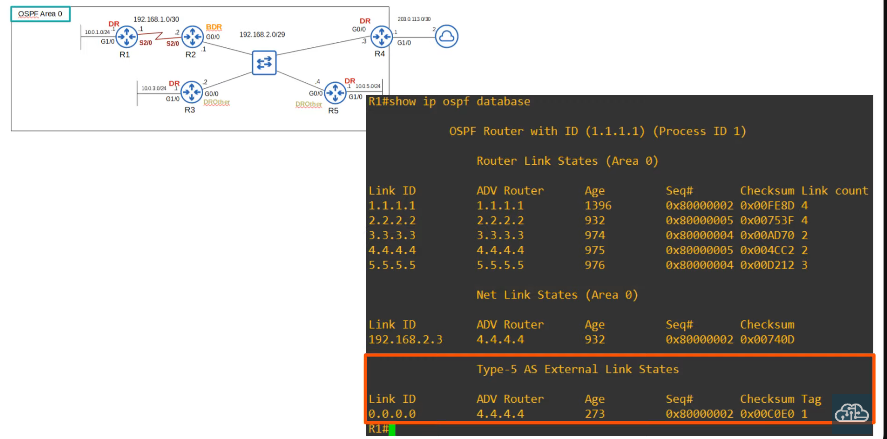 OSPF Area 0
DR
192.168.1.0/30
BDR
DR
203.0.113.0/30
10.0.1.0/24
.1
.2
G0/0
192.168.2.0/29
G0/0
.1
2
G1/0
S2/0
S2/0
.1
.3
G1/0
R1
R2
R4
DR
.2
.4
DR
10.0.3.0/24
.1
.1
10.0.5.0/24
G1/0
G0/0
G0/0
G1/0
DROther
DROther
R3
R5
R1#show ip ospf database
OSPF Router with ID (1.1.1.1) (Process ID 1)
Router Link States (Area 0)
Link ID ADV Router Age Seq# Checksum Link count
1.1.1.1 1.1.1.1 1396 0x80000002 0x00FE8D 4
2.2.2.2 2.2.2.2 932 0x80000005 0x00753F 4
3.3.3.3 3.3.3.3 974 0x80000004 0x00AD70 2
4.4.4.4 4.4.4.4 975 0x80000005 0x004CC2 2
5.5.5.5 5.5.5.5 976 0x80000004 0x00D212 3
Net Link States (Area 0)
Link ID ADV Router Age Seq# Checksum
192.168.2.3 4.4.4.4 932 0x80000002 0x00740D
Type-5 AS External Link States
Link ID ADV Router Age Seq# Checksum Tag
0.0.0.0 4.4.4.4 273 0x80000002 0x00C0E0 1
R1#